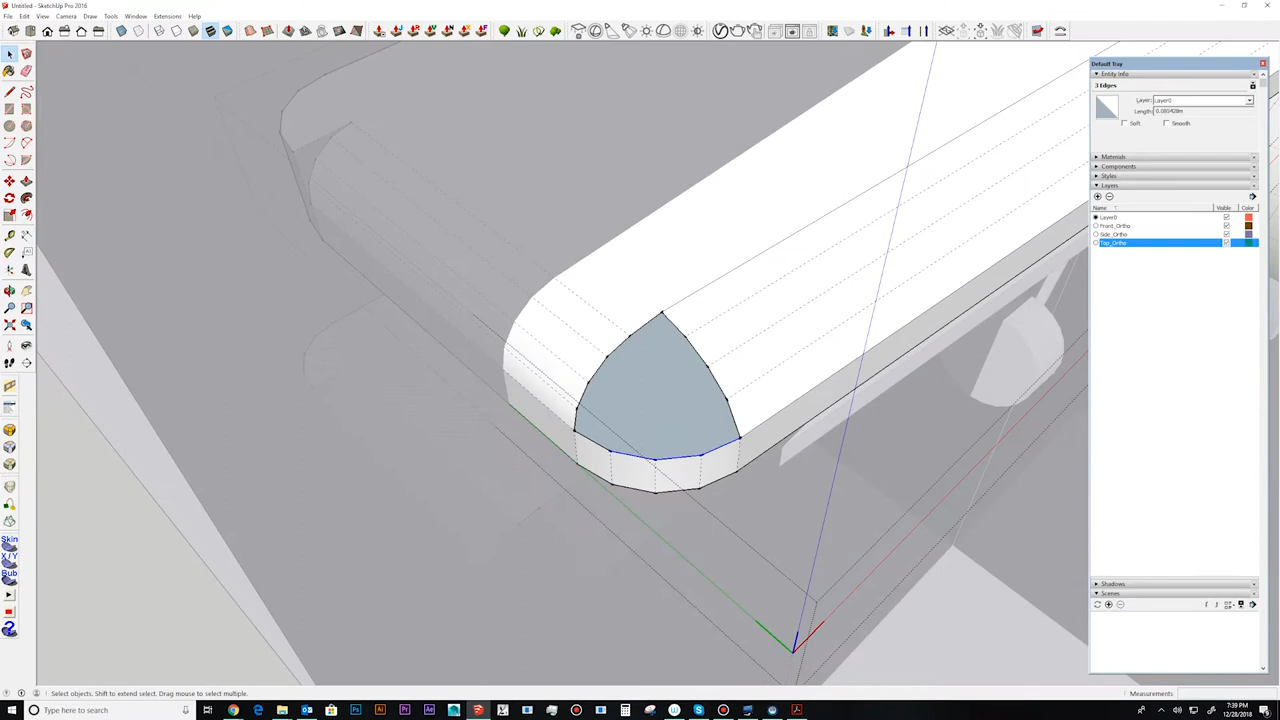 Untitled - SketchUp Pro 2016
File Edit View Camera Draw Tools Window Extensions Help
Default Tray
Entity Info
3 Edges
Layer: Layer0
Length:
Soft Smooth
Materials
Components
Styles
Layers
Name Visible Color
Layer0
Front_Ortho
Side_Ortho
Top_Ortho
Skin
X/Y
Bub
Shadows
Scenes
Select objects. Shift to extend select. Drag mouse to select multiple.
Measurements
Type here to search
7:39 PM
12/28/2018